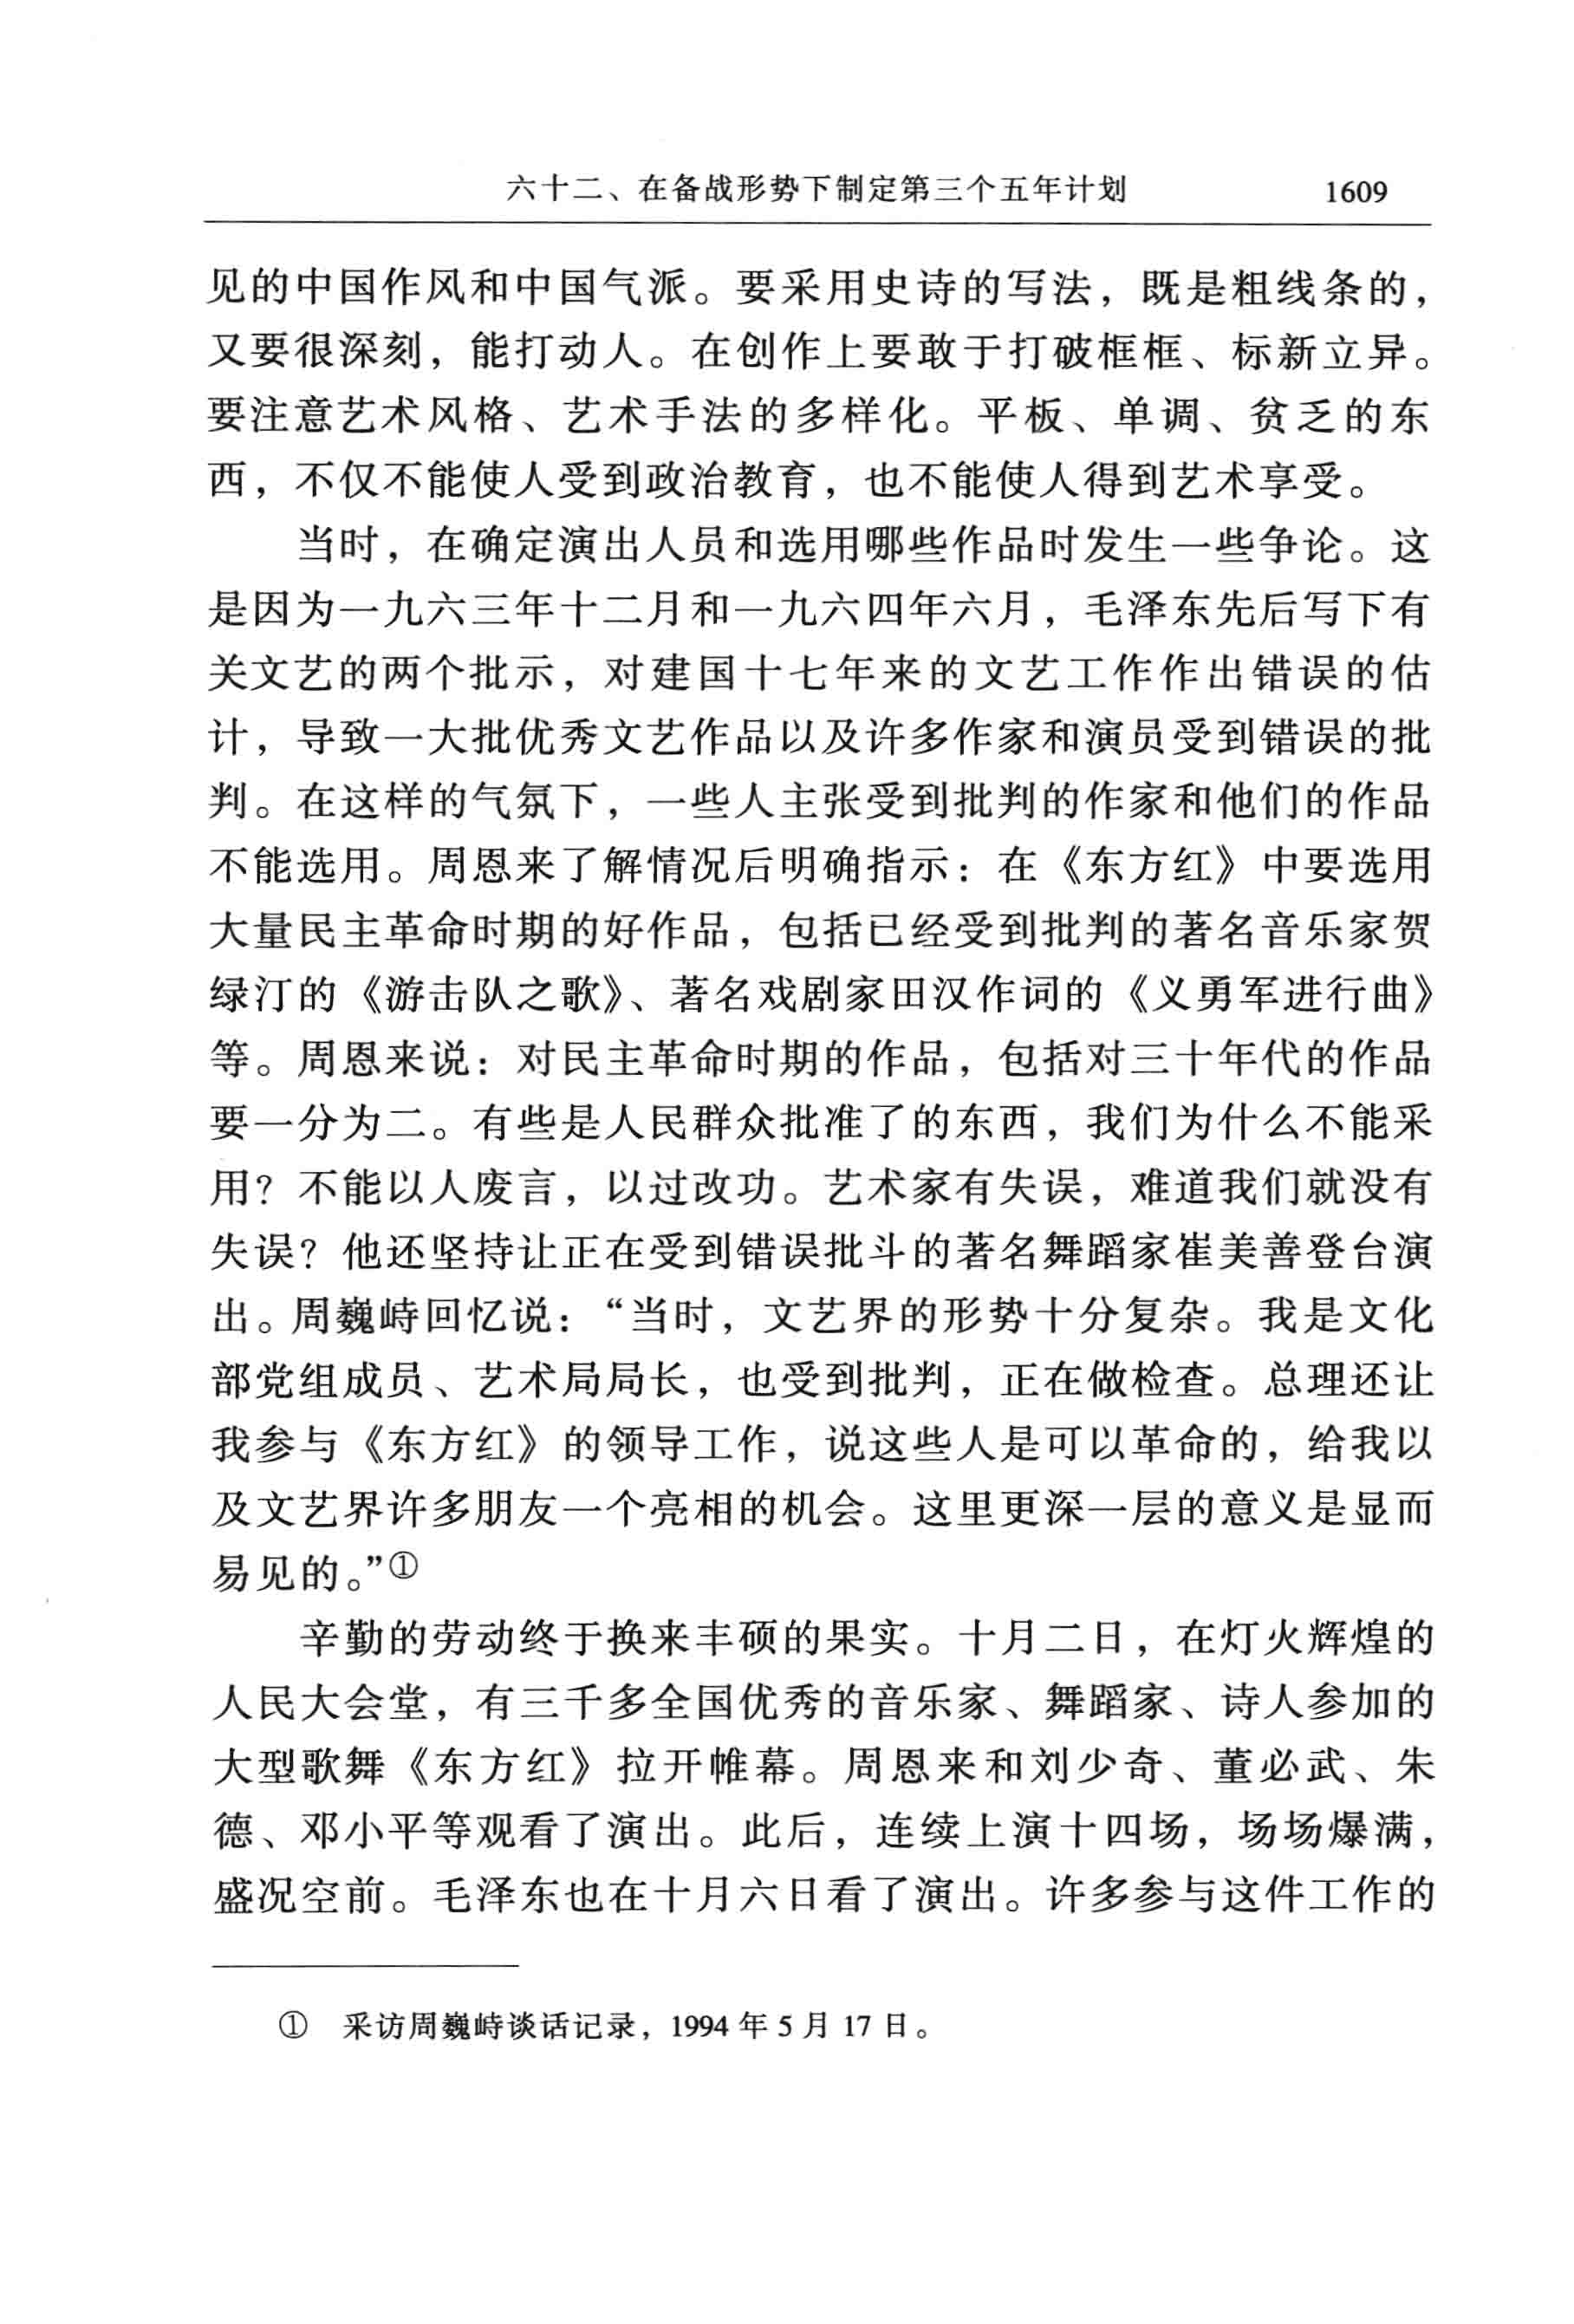 六十二、在备战形势下制定第三个五年计划 1609
见的中国作风和中国气派。要采用史诗的写法，既是粗线条的，
又要很深刻，能打动人。在创作上要敢于打破框框、标新立异。
要注意艺术风格、艺术手法的多样化。平板、单调、贫乏的东
西，不仅不能使人受到政治教育，也不能使人得到艺术享受。
当时，在确定演出人员和选用哪些作品时发生一些争论。这
是因为一九六三年十二月和一九六四年六月，毛泽东先后写下有
关文艺的两个批示，对建国十七年来的文艺工作作出错误的估
计，导致一大批优秀文艺作品以及许多作家和演员受到错误的批
判。在这样的气氛下，一些人主张受到批判的作家和他们的作品
不能选用。周恩来了解情况后明确指示：在《东方红》中要选用
大量民主革命时期的好作品，包括已经受到批判的著名音乐家贺
绿汀的《游击队之歌》、著名戏剧家田汉作词的《义勇军进行曲》
等。周恩来说：对民主革命时期的作品，包括对三十年代的作品
要一分为二。有些是人民群众批准了的东西，我们为什么不能采
用？不能以人废言，以过改功。艺术家有失误，难道我们就没有
失误？他还坚持让正在受到错误批斗的著名舞蹈家崔美善登台演
出。周巍峙回忆说：“当时，文艺界的形势十分复杂。我是文化
部党组成员、艺术局局长，也受到批判，正在做检查。总理还让
我参与《东方红》的领导工作，说这些人是可以革命的，给我以
及文艺界许多朋友一个亮相的机会。这里更深一层的意义是显而
易见的。”①
辛勤的劳动终于换来丰硕的果实。十月二日，在灯火辉煌的
人民大会堂，有三千多全国优秀的音乐家、舞蹈家、诗人参加的
大型歌舞《东方红》拉开帷幕。周恩来和刘少奇、董必武、朱
德、邓小平等观看了演出。此后，连续上演十四场，场场爆满，
盛况空前。毛泽东也在十月六日看了演出。许多参与这件工作的
① 采访周巍峙谈话记录，1994 年 5 月 17 日。